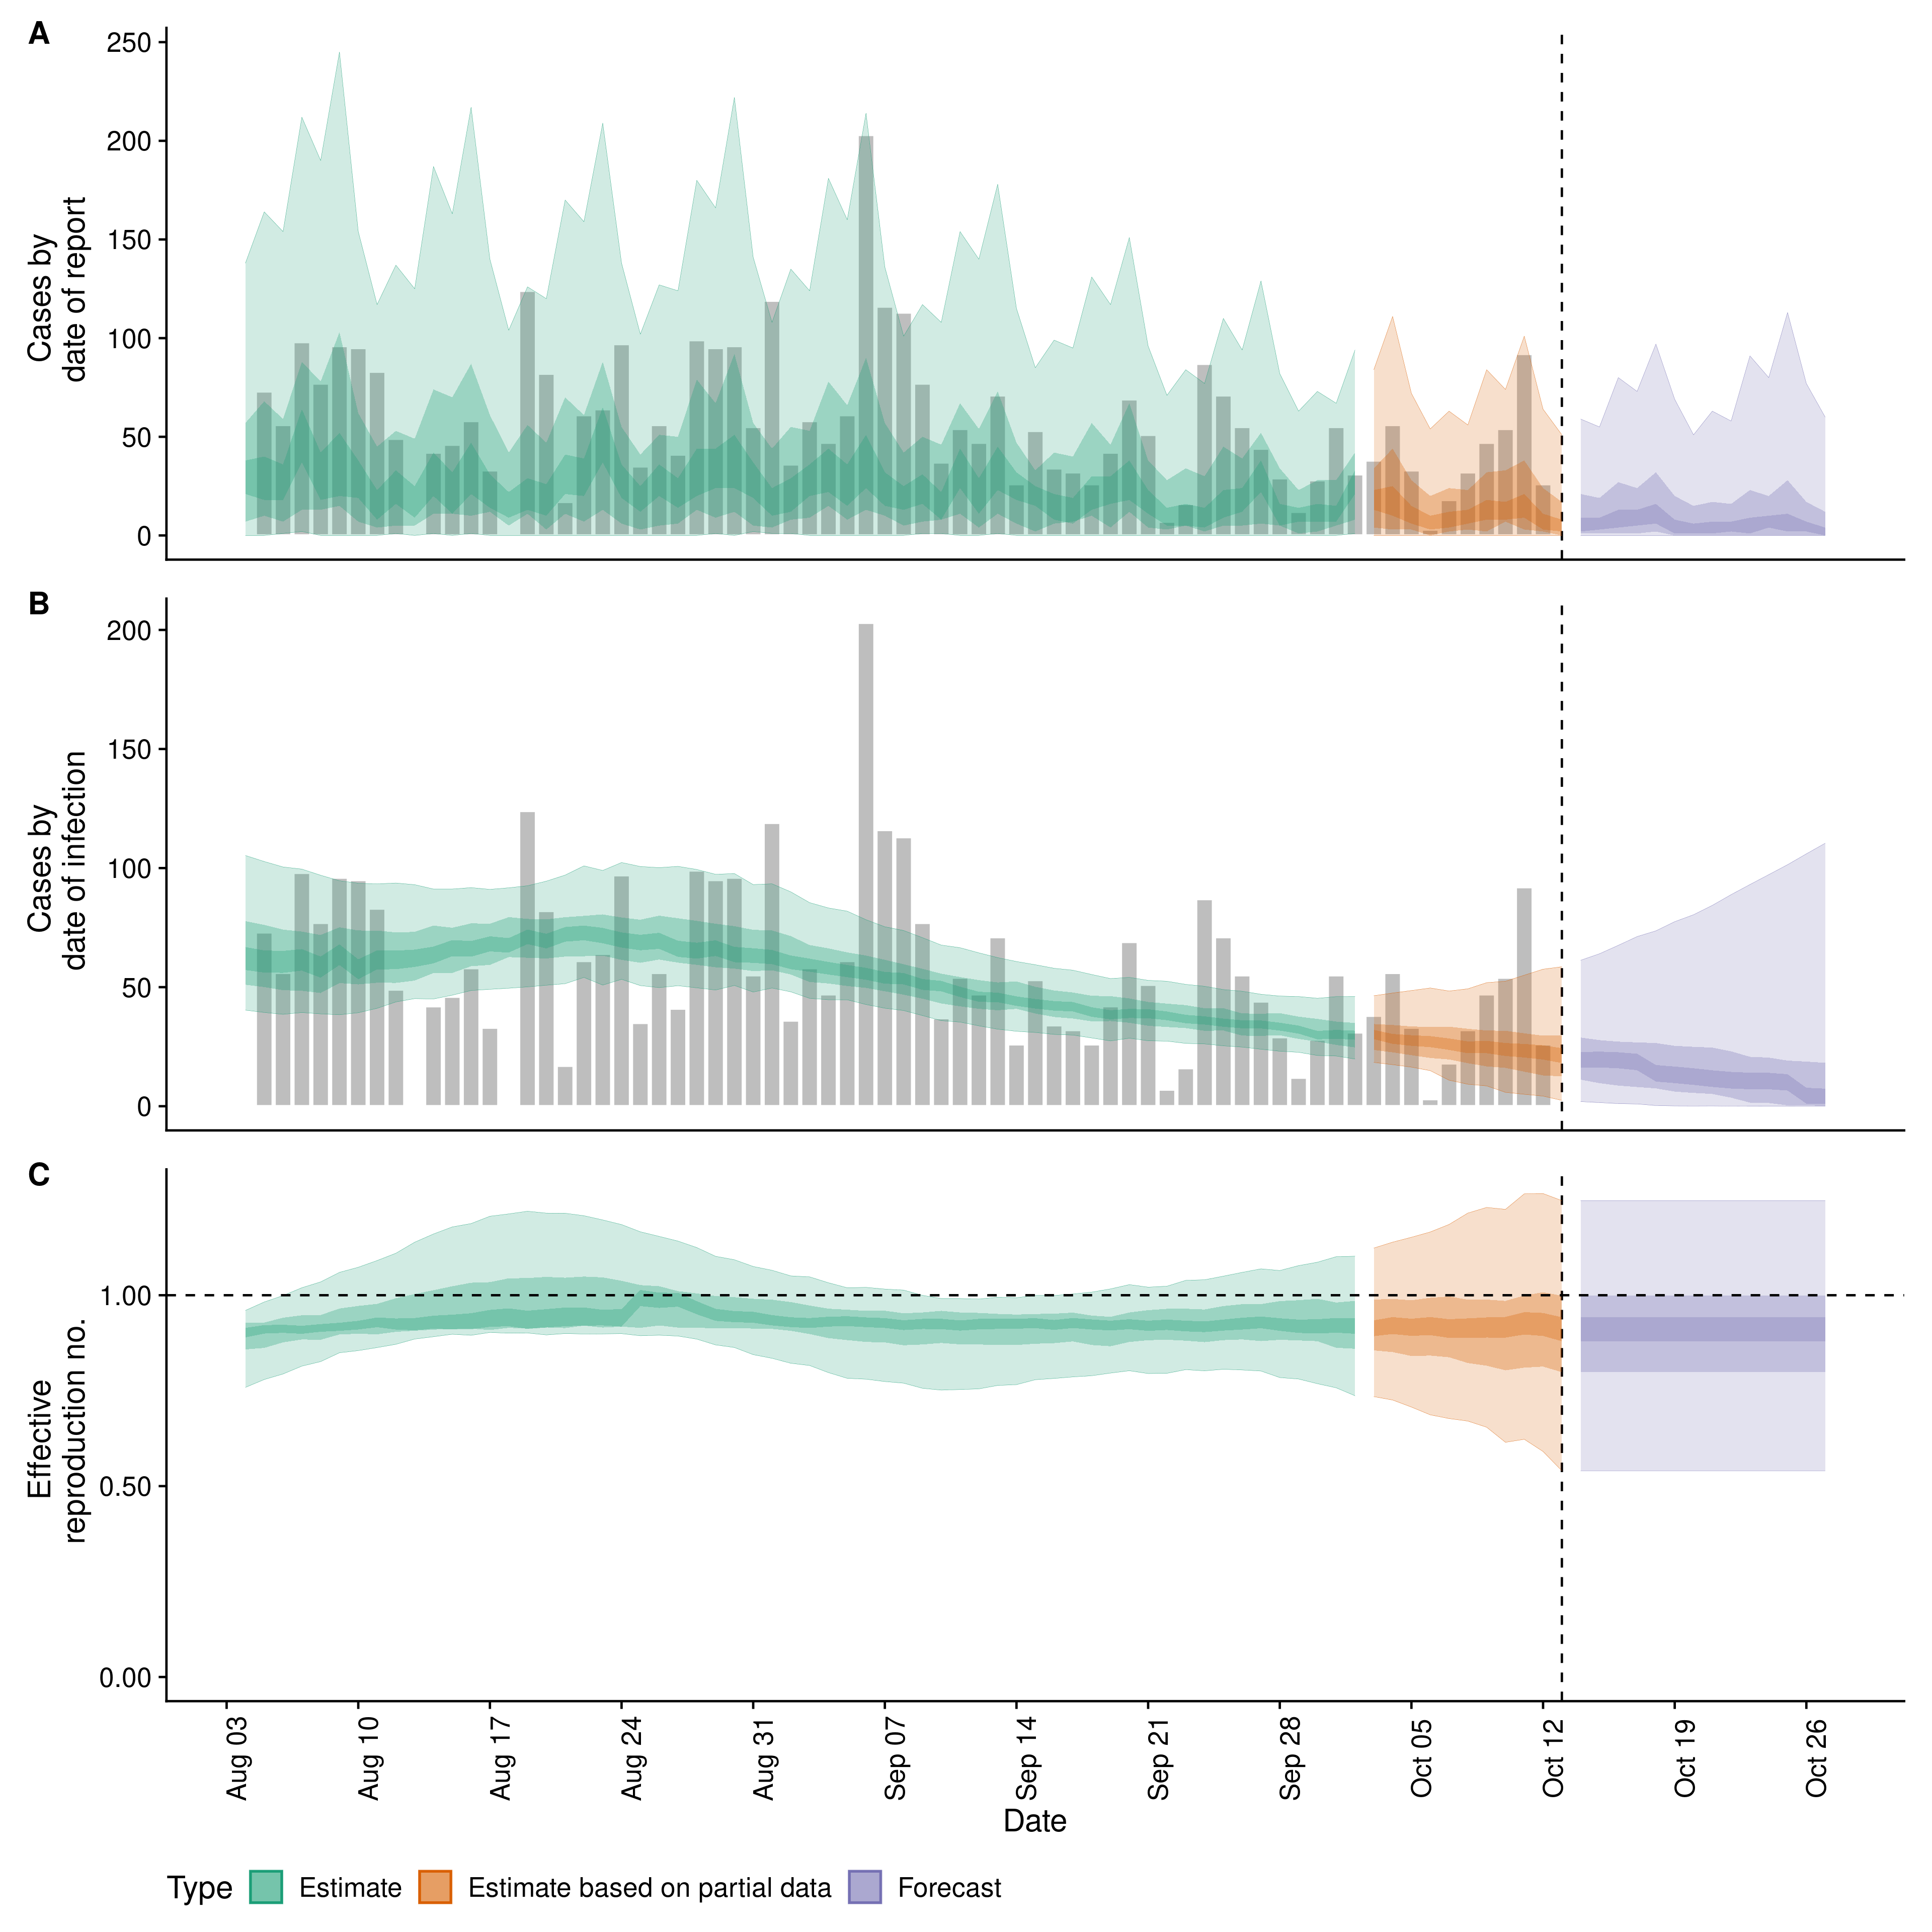 A
250
200
150
100
50
0
Cases by
date of report
B
200
150
100
50
0
Cases by
date of infection
C
1.00
0.50
0.00
Effective
reproduction no.
Aug 03
Aug 10
Aug 17
Aug 24
Aug 31
Sep 07
Sep 14
Sep 21
Sep 28
Oct 05
Oct 12
Oct 19
Oct 26
Date
Type Estimate Estimate based on partial data Forecast